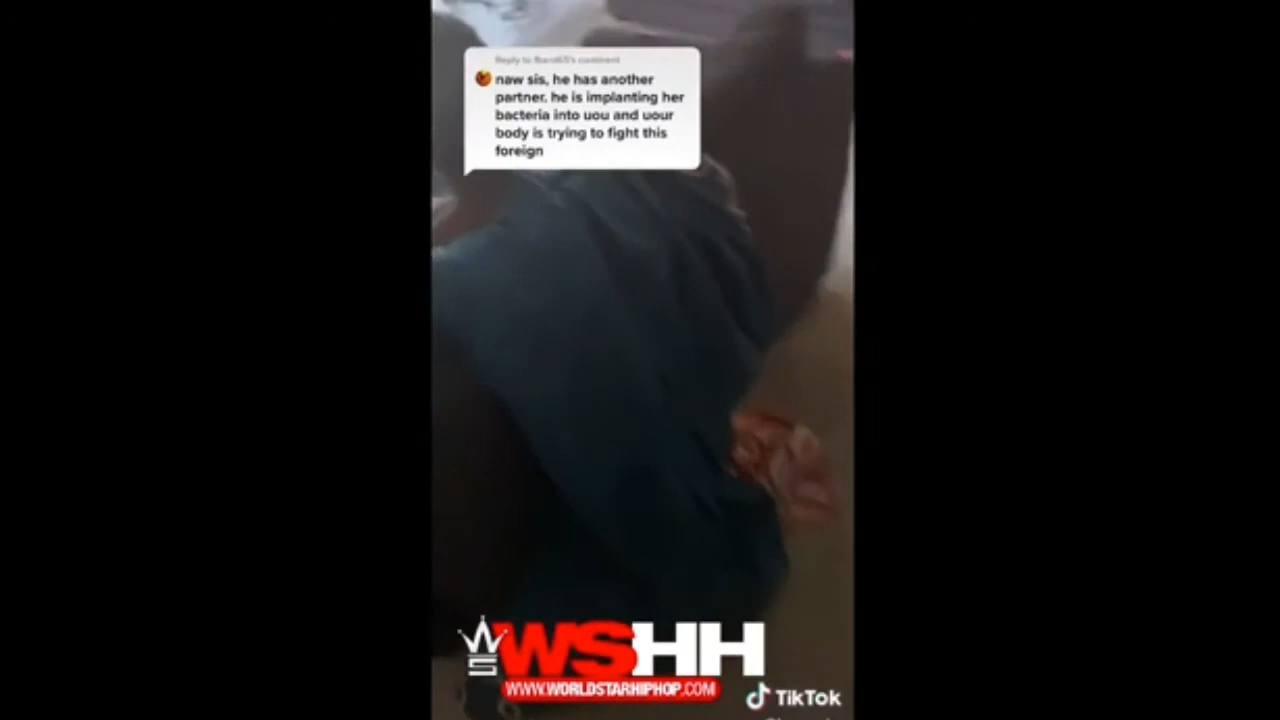 naw sis, he has another
partner. he is implanting her
bacteria into uou and uour
body is trying to fight this
foreign
WSHH
WWW.WORLDSTARHIPHOP.COM
TikTok